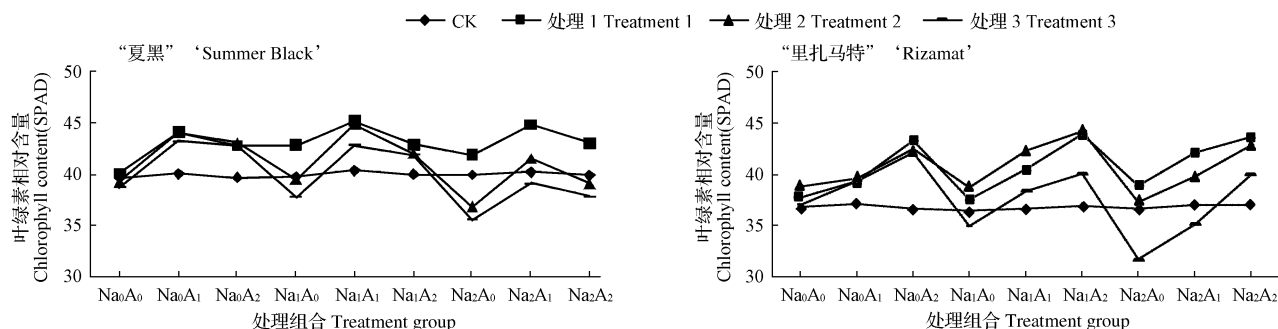 CK 处理 1 Treatment 1 处理 2 Treatment 2 处理 3 Treatment 3
“夏黑” ‘Summer Black’
叶绿素相对含量
Chlorophyll content(SPAD)
50
45
40
35
30
Na₀A₀ Na₀A₁ Na₀A₂ Na₁A₀ Na₁A₁ Na₁A₂ Na₂A₀ Na₂A₁ Na₂A₂
处理组合 Treatment group
“里扎马特” ‘Rizamat’
叶绿素相对含量
Chlorophyll content(SPAD)
50
45
40
35
30
Na₀A₀ Na₀A₁ Na₀A₂ Na₁A₀ Na₁A₁ Na₁A₂ Na₂A₀ Na₂A₁ Na₂A₂
处理组合 Treatment group